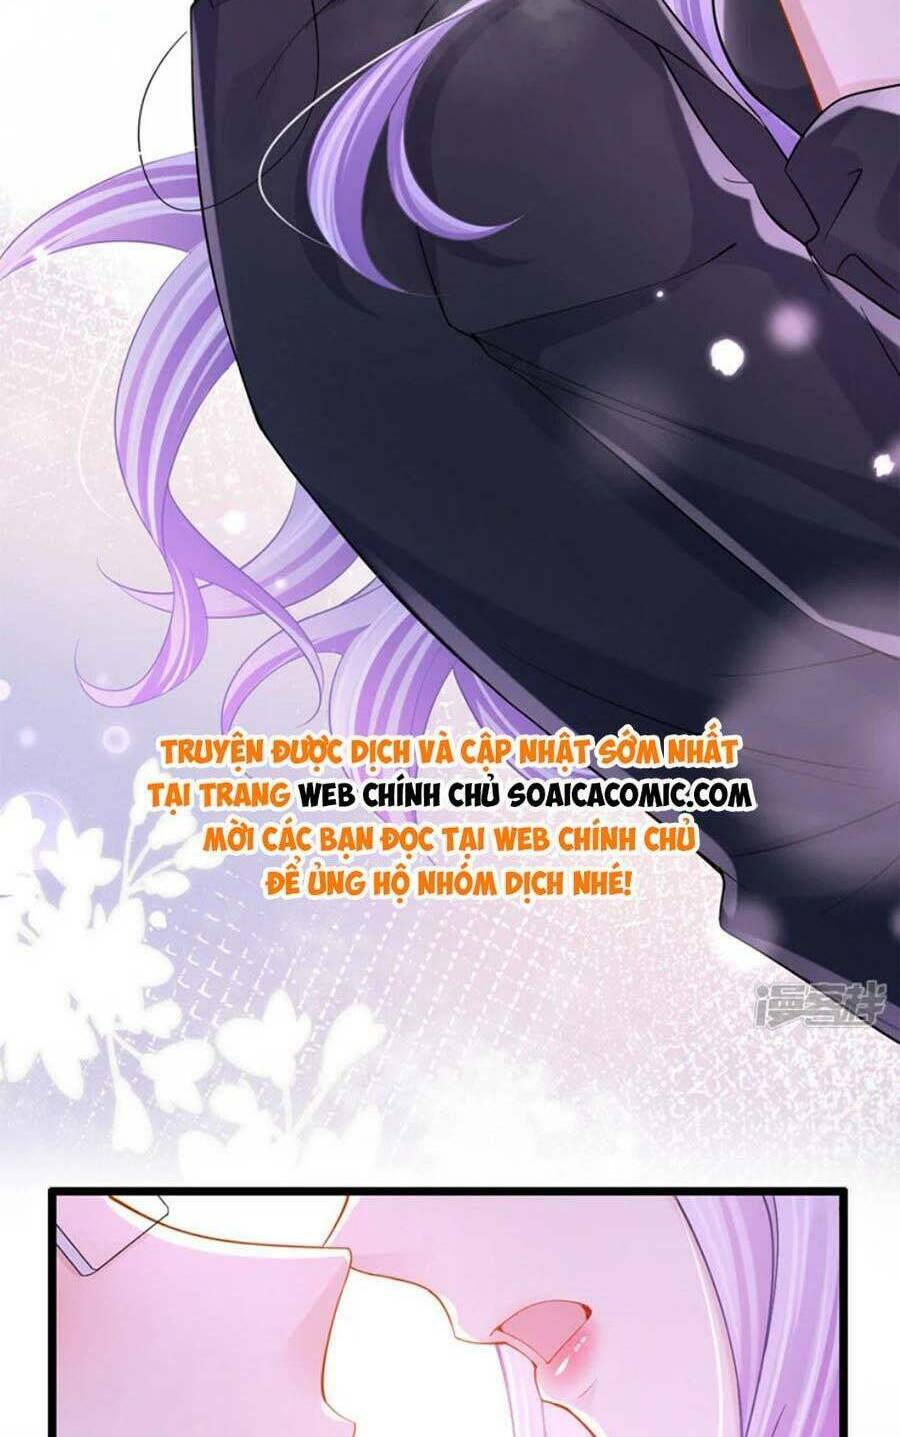 TRUYỆN ĐƯỢC DỊCH VÀ CẬP NHẬT SỚM NHẤT
TẠI TRANG WEB CHÍNH CHỦ SOAICACOMIC.COM
MỜI CÁC BẠN ĐỌC TẠI WEB CHÍNH CHỦ
ĐỂ ỦNG HỘ NHÓM DỊCH NHÉ!
漫客栈